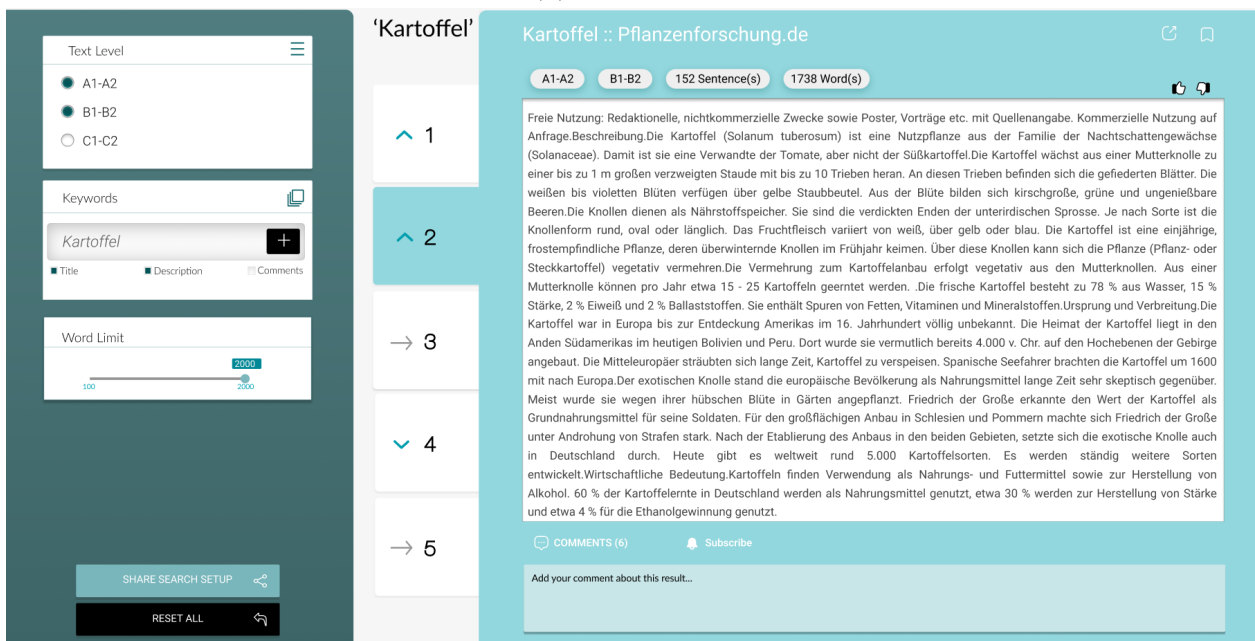 Text Level
A1-A2
B1-B2
C1-C2
Keywords
Kartoffel
+
Title Description Comments
Word Limit
2000
100 2000
SHARE SEARCH SETUP
RESET ALL
'Kartoffel'
1
2
3
4
5
Kartoffel :: Pflanzenforschung.de
A1-A2 B1-B2 152 Sentence(s) 1738 Word(s)
Freie Nutzung: Redaktionelle, nichtkommerzielle Zwecke sowie Poster, Vorträge etc. mit Quellenangabe. Kommerzielle Nutzung auf
Anfrage.Beschreibung.Die Kartoffel (Solanum tuberosum) ist eine Nutzpflanze aus der Familie der Nachtschattengewächse
(Solanaceae). Damit ist sie eine Verwandte der Tomate, aber nicht der Süßkartoffel.Die Kartoffel wächst aus einer Mutterknolle zu
einer bis zu 1 m großen verzweigten Staude mit bis zu 10 Trieben heran. An diesen Trieben befinden sich die gefiederten Blätter. Die
weißen bis violetten Blüten verfügen über gelbe Staubbeutel. Aus der Blüte bilden sich kirschgroße, grüne und ungenießbare
Beeren.Die Knollen dienen als Nährstoffspeicher. Sie sind die verdickten Enden der unterirdischen Sprosse. Je nach Sorte ist die
Knollenform rund, oval oder länglich. Das Fruchtfleisch variiert von weiß, über gelb oder blau. Die Kartoffel ist eine einjährige,
frostempfindliche Pflanze, deren überwinternde Knollen im Frühjahr keimen. Über diese Knollen kann sich die Pflanze (Pflanz- oder
Steckkartoffel) vegetativ vermehren.Die Vermehrung zum Kartoffelanbau erfolgt vegetativ aus den Mutterknollen. Aus einer
Mutterknolle können pro Jahr etwa 15 - 25 Kartoffeln geerntet werden. .Die frische Kartoffel besteht zu 78 % aus Wasser, 15 %
Stärke, 2 % Eiweiß und 2 % Ballaststoffen. Sie enthält Spuren von Fetten, Vitaminen und Mineralstoffen.Ursprung und Verbreitung.Die
Kartoffel war in Europa bis zur Entdeckung Amerikas im 16. Jahrhundert völlig unbekannt. Die Heimat der Kartoffel liegt in den
Anden Südamerikas im heutigen Bolivien und Peru. Dort wurde sie vermutlich bereits 4.000 v. Chr. auf den Hochebenen der Gebirge
angebaut. Die Mitteleuropäer sträubten sich lange Zeit, Kartoffel zu verspeisen. Spanische Seefahrer brachten die Kartoffel um 1600
mit nach Europa.Der exotischen Knolle stand die europäische Bevölkerung als Nahrungsmittel lange Zeit sehr skeptisch gegenüber.
Meist wurde sie wegen ihrer hübschen Blüte in Gärten angepflanzt. Friedrich der Große erkannte den Wert der Kartoffel als
Grundnahrungsmittel für seine Soldaten. Für den großflächigen Anbau in Schlesien und Pommern machte sich Friedrich der Große
unter Androhung von Strafen stark. Nach der Etablierung des Anbaus in den beiden Gebieten, setzte sich die exotische Knolle auch
in Deutschland durch. Heute gibt es weltweit rund 5.000 Kartoffelsorten. Es werden ständig weitere Sorten
entwickelt.Wirtschaftliche Bedeutung.Kartoffeln finden Verwendung als Nahrungs- und Futtermittel sowie zur Herstellung von
Alkohol. 60 % der Kartoffelernte in Deutschland werden als Nahrungsmittel genutzt, etwa 30 % werden zur Herstellung von Stärke
und etwa 4 % für die Ethanolgewinnung genutzt.
COMMENTS (6) Subscribe
Add your comment about this result...